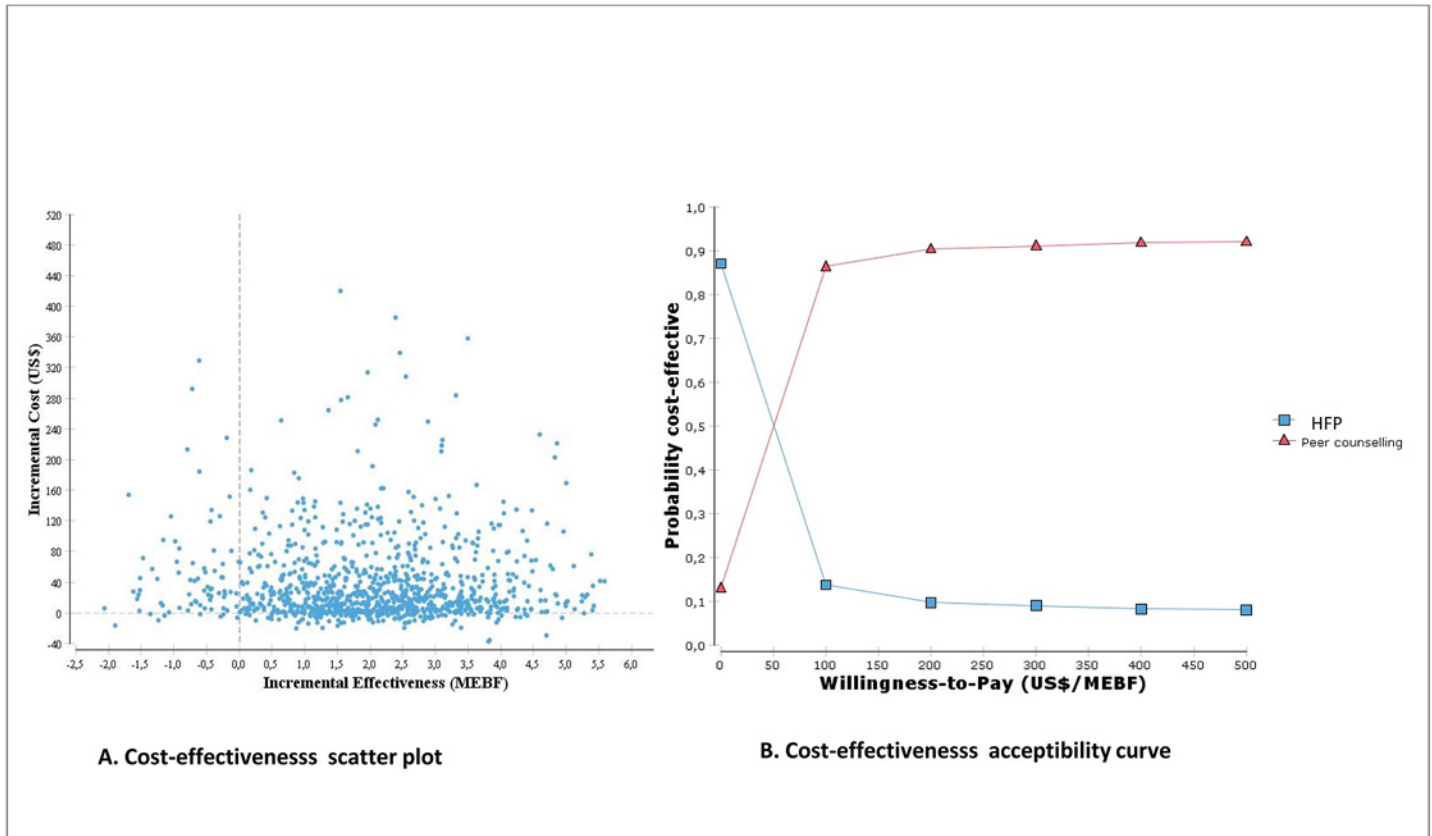 520
480
440
400
360
320
280
240
200
160
120
80
40
0
-40
Incremental Cost (US$)
-2,5 -2,0 -1,5 -1,0 -0,5 0,0 0,5 1,0 1,5 2,0 2,5 3,0 3,5 4,0 4,5 5,0 5,5 6,0
Incremental Effectiveness (MEBF)
A. Cost-effectivenesss scatter plot
1,0
0,9
0,8
0,7
0,6
0,5
0,4
0,3
0,2
0,1
0,0
Probability cost-effective
0 50 100 150 200 250 300 350 400 450 500
Willingness-to-Pay (US$/MEBF)
HFP
Peer counselling
B. Cost-effectivenesss acceptibility curve